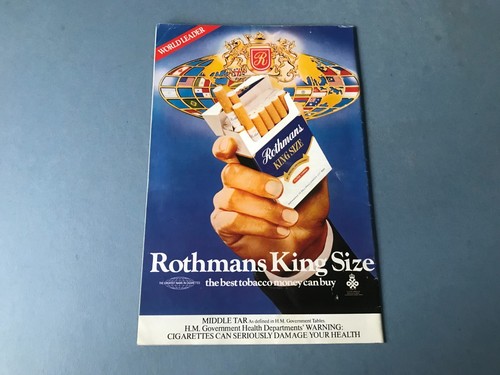 WORLD LEADER
R
Rothmans
KING SIZE
Rothmans King Size
the best tobacco money can buy
MIDDLE TAR As defined in H.M. Government Tables.
H.M. Government Health Departments' WARNING:
CIGARETTES CAN SERIOUSLY DAMAGE YOUR HEALTH